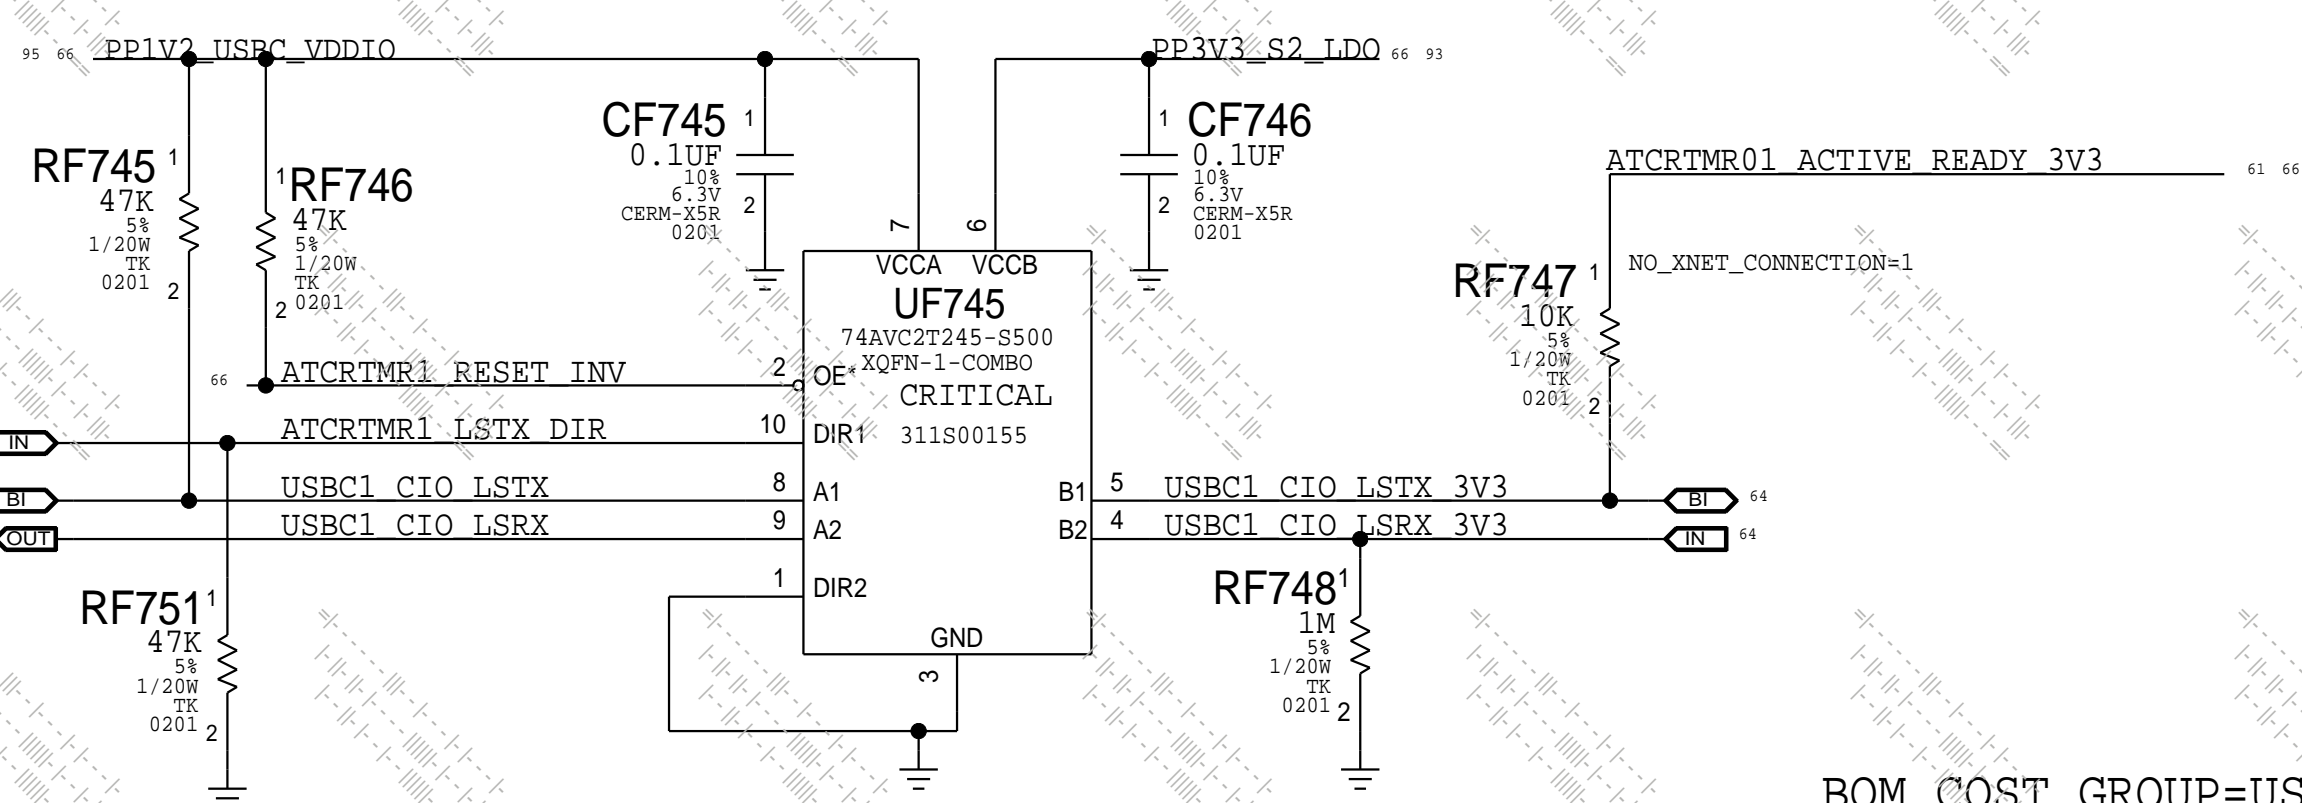 95 66 PP1V2_USBC_VDDIO
PP3V3_S2_LDO 66 93
RF745
1
47K
5%
1/20W
TK
0201
2
1
RF746
47K
5%
1/20W
TK
0201
2
CF745
1
0.1UF
10%
6.3V
CERM-X5R
0201
2
1
CF746
0.1UF
10%
6.3V
CERM-X5R
0201
2
ATCRTMR01_ACTIVE_READY_3V3 61 66
NO_XNET_CONNECTION=1
RF747
1
10K
5%
1/20W
TK
0201
2
7
6
VCCA VCCB
UF745
74AVC2T245-S500
XQFN-1-COMBO
CRITICAL
311S00155
66 ATCRTMR1_RESET_INV 2 OE*
IN ATCRTMR1_LSTX_DIR 10 DIR1
BI USBC1_CIO_LSTX 8 A1
OUT USBC1_CIO_LSRX 9 A2
1 DIR2
B1 5 USBC1_CIO_LSTX_3V3 BI 64
B2 4 USBC1_CIO_LSRX_3V3 IN 64
GND
3
RF751
1
47K
5%
1/20W
TK
0201
2
RF748
1
1M
5%
1/20W
TK
0201
2
BOM_COST_GROUP=US